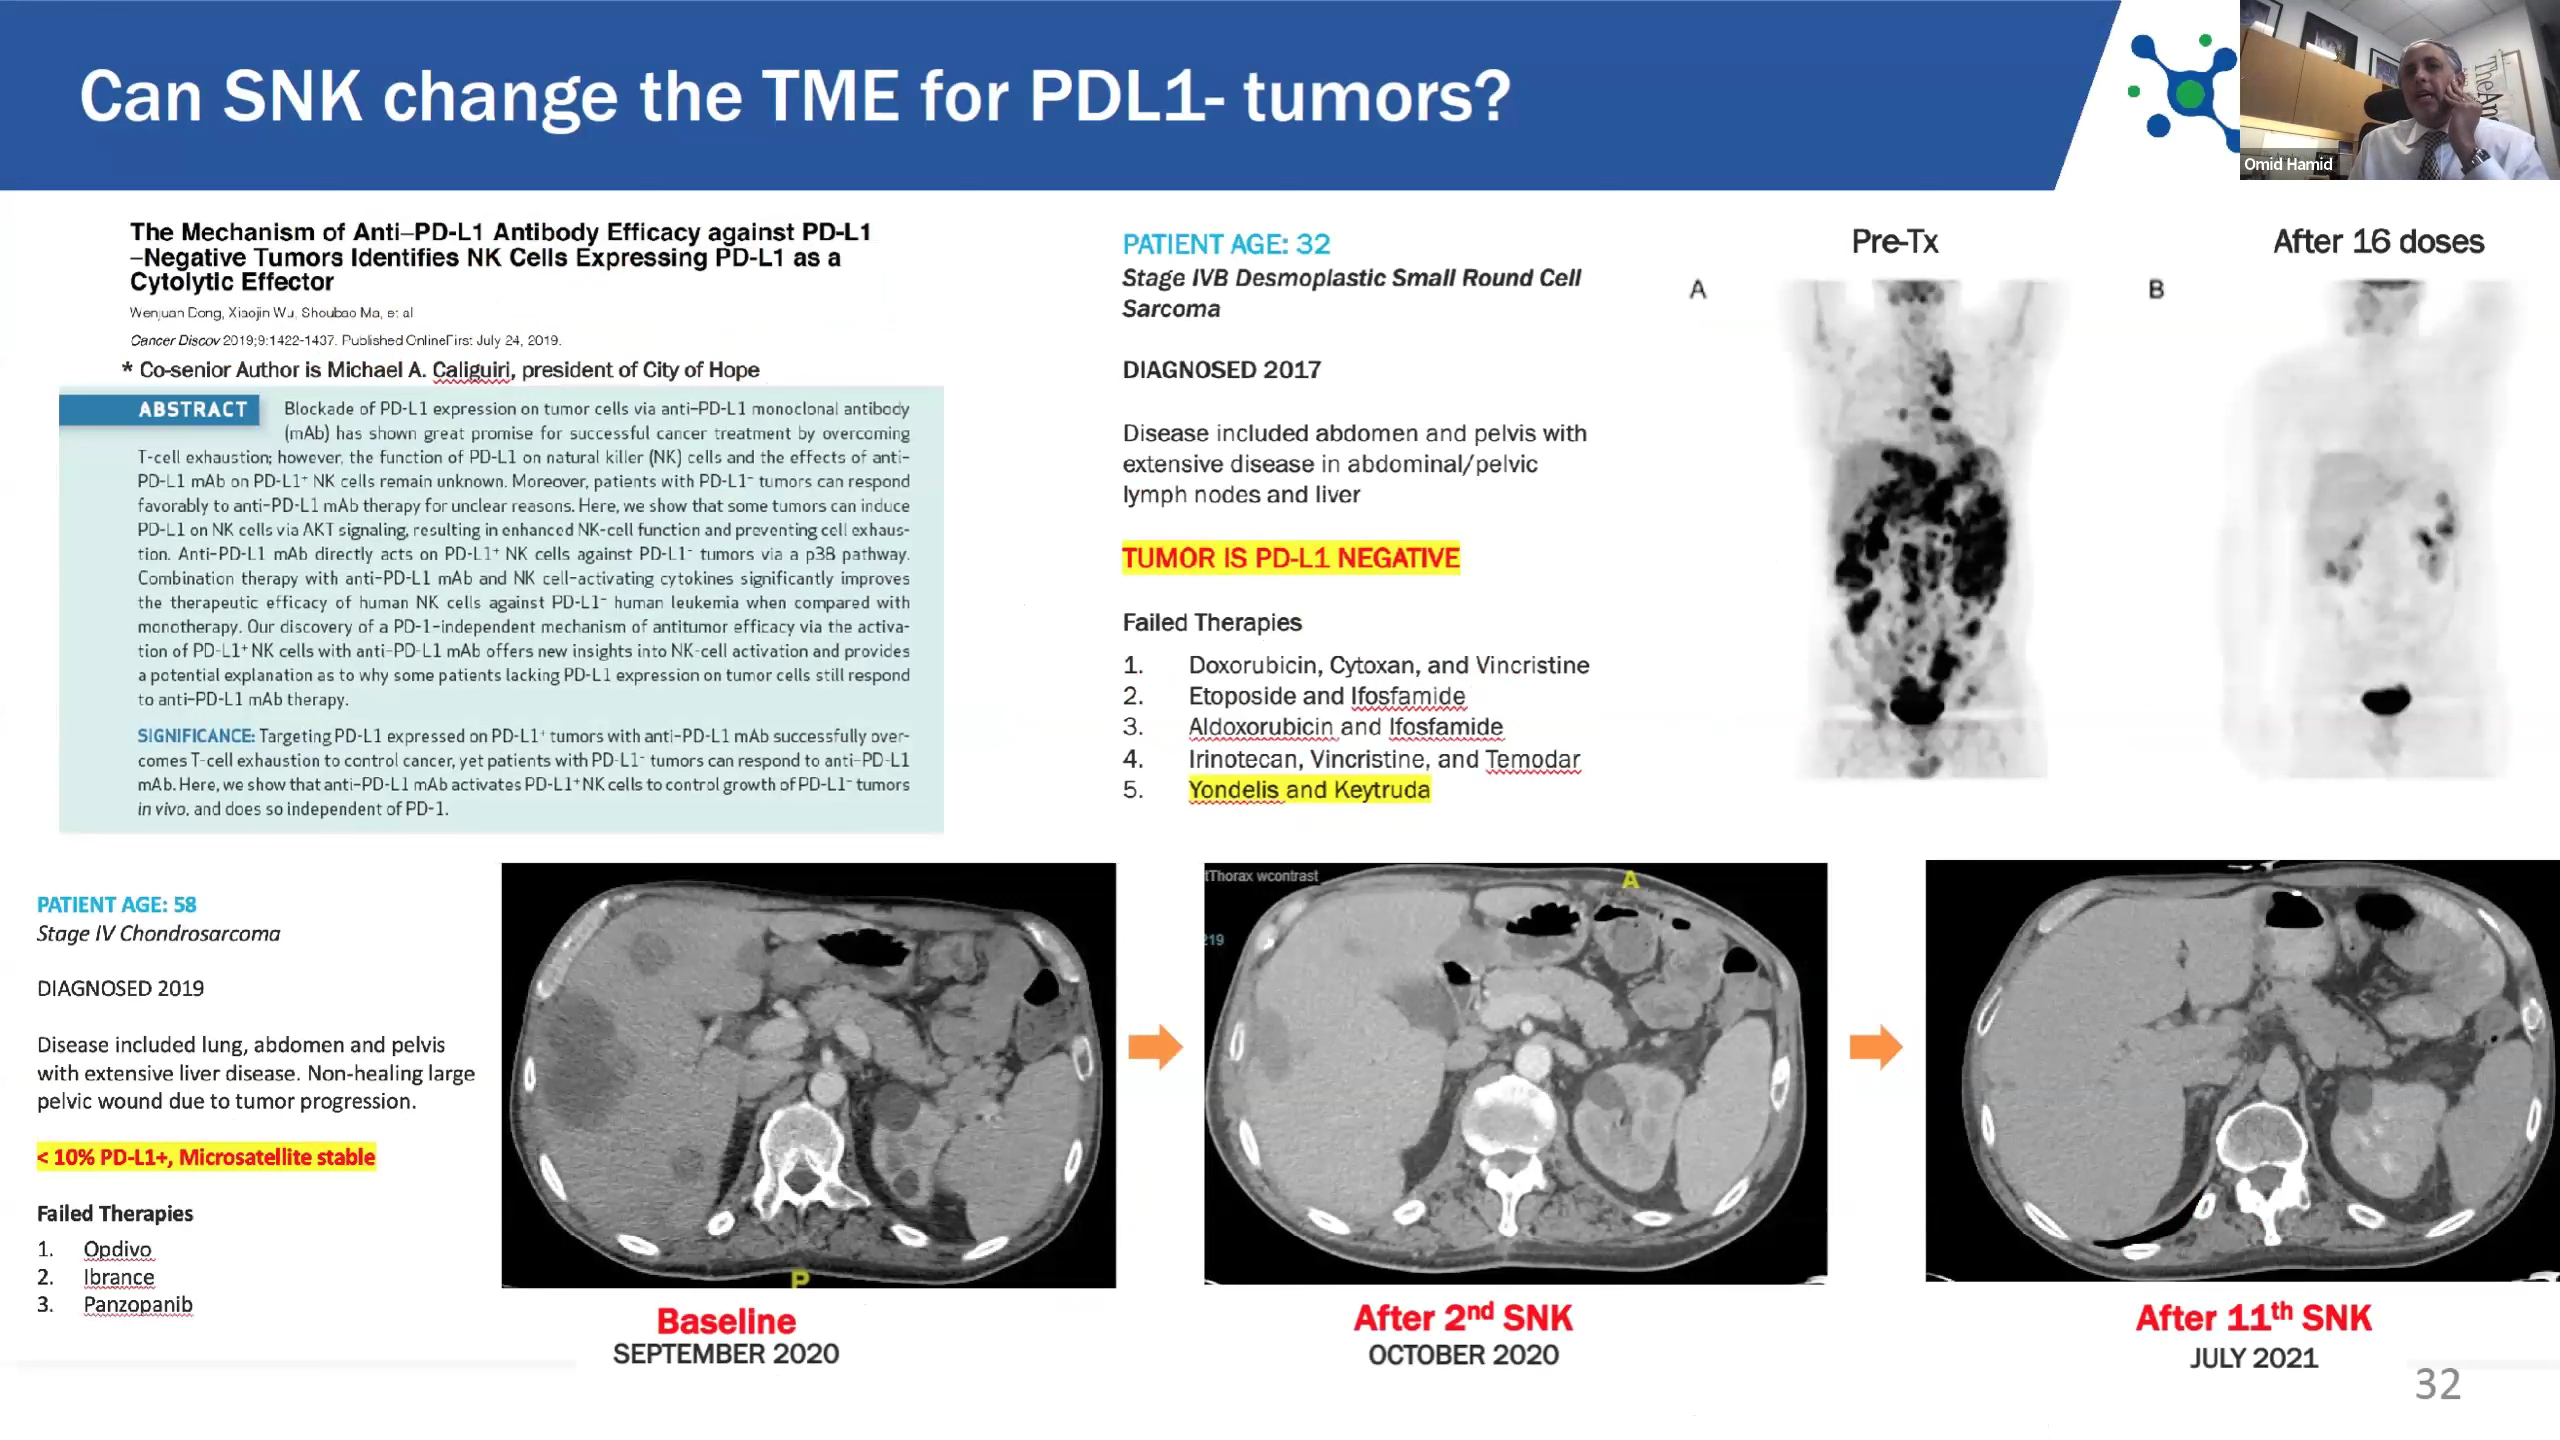 Can SNK change the TME for PDL1- tumors?
Omid Hamid
The Mechanism of Anti–PD-L1 Antibody Efficacy against PD-L1
–Negative Tumors Identifies NK Cells Expressing PD-L1 as a
Cytolytic Effector
Wenjuan Dong, Xiaojin Wu, Shoubao Ma, et al
Cancer Discov 2019;9:1422-1437. Published OnlineFirst July 24, 2019.
* Co-senior Author is Michael A. Caligiuri, president of City of Hope
ABSTRACT
Blockade of PD-L1 expression on tumor cells via anti–PD-L1 monoclonal antibody
(mAb) has shown great promise for successful cancer treatment by overcoming
T-cell exhaustion; however, the function of PD-L1 on natural killer (NK) cells and the effects of anti–
PD-L1 mAb on PD-L1⁺ NK cells remain unknown. Moreover, patients with PD-L1⁻ tumors can respond
favorably to anti–PD-L1 mAb therapy for unclear reasons. Here, we show that some tumors can induce
PD-L1 on NK cells via AKT signaling, resulting in enhanced NK-cell function and preventing cell exhaus-
tion. Anti–PD-L1 mAb directly acts on PD-L1⁺ NK cells against PD-L1⁻ tumors via a p38 pathway.
Combination therapy with anti–PD-L1 mAb and NK cell–activating cytokines significantly improves
the therapeutic efficacy of human NK cells against PD-L1⁻ human leukemia when compared with
monotherapy. Our discovery of a PD-1–independent mechanism of antitumor efficacy via the activa-
tion of PD-L1⁺ NK cells with anti–PD-L1 mAb offers new insights into NK-cell activation and provides
a potential explanation as to why some patients lacking PD-L1 expression on tumor cells still respond
to anti–PD-L1 mAb therapy.
SIGNIFICANCE: Targeting PD-L1 expressed on PD-L1⁺ tumors with anti–PD-L1 mAb successfully over-
comes T-cell exhaustion to control cancer, yet patients with PD-L1⁻ tumors can respond to anti–PD-L1
mAb. Here, we show that anti–PD-L1 mAb activates PD-L1⁺ NK cells to control growth of PD-L1⁻ tumors
in vivo, and does so independent of PD-1.
PATIENT AGE: 32
Stage IVB Desmoplastic Small Round Cell
Sarcoma
DIAGNOSED 2017
Disease included abdomen and pelvis with
extensive disease in abdominal/pelvic
lymph nodes and liver
TUMOR IS PD-L1 NEGATIVE
Failed Therapies
1. Doxorubicin, Cytoxan, and Vincristine
2. Etoposide and Ifosfamide
3. Aldoxorubicin and Ifosfamide
4. Irinotecan, Vincristine, and Temodar
5. Yondelis and Keytruda
Pre-Tx
After 16 doses
A
B
PATIENT AGE: 58
Stage IV Chondrosarcoma
DIAGNOSED 2019
Disease included lung, abdomen and pelvis
with extensive liver disease. Non-healing large
pelvic wound due to tumor progression.
< 10% PD-L1+, Microsatellite stable
Failed Therapies
1. Opdivo
2. Ibrance
3. Panzopanib
P
Baseline
SEPTEMBER 2020
tThorax wcontrast
A
219
After 2nd SNK
OCTOBER 2020
After 11th SNK
JULY 2021
32